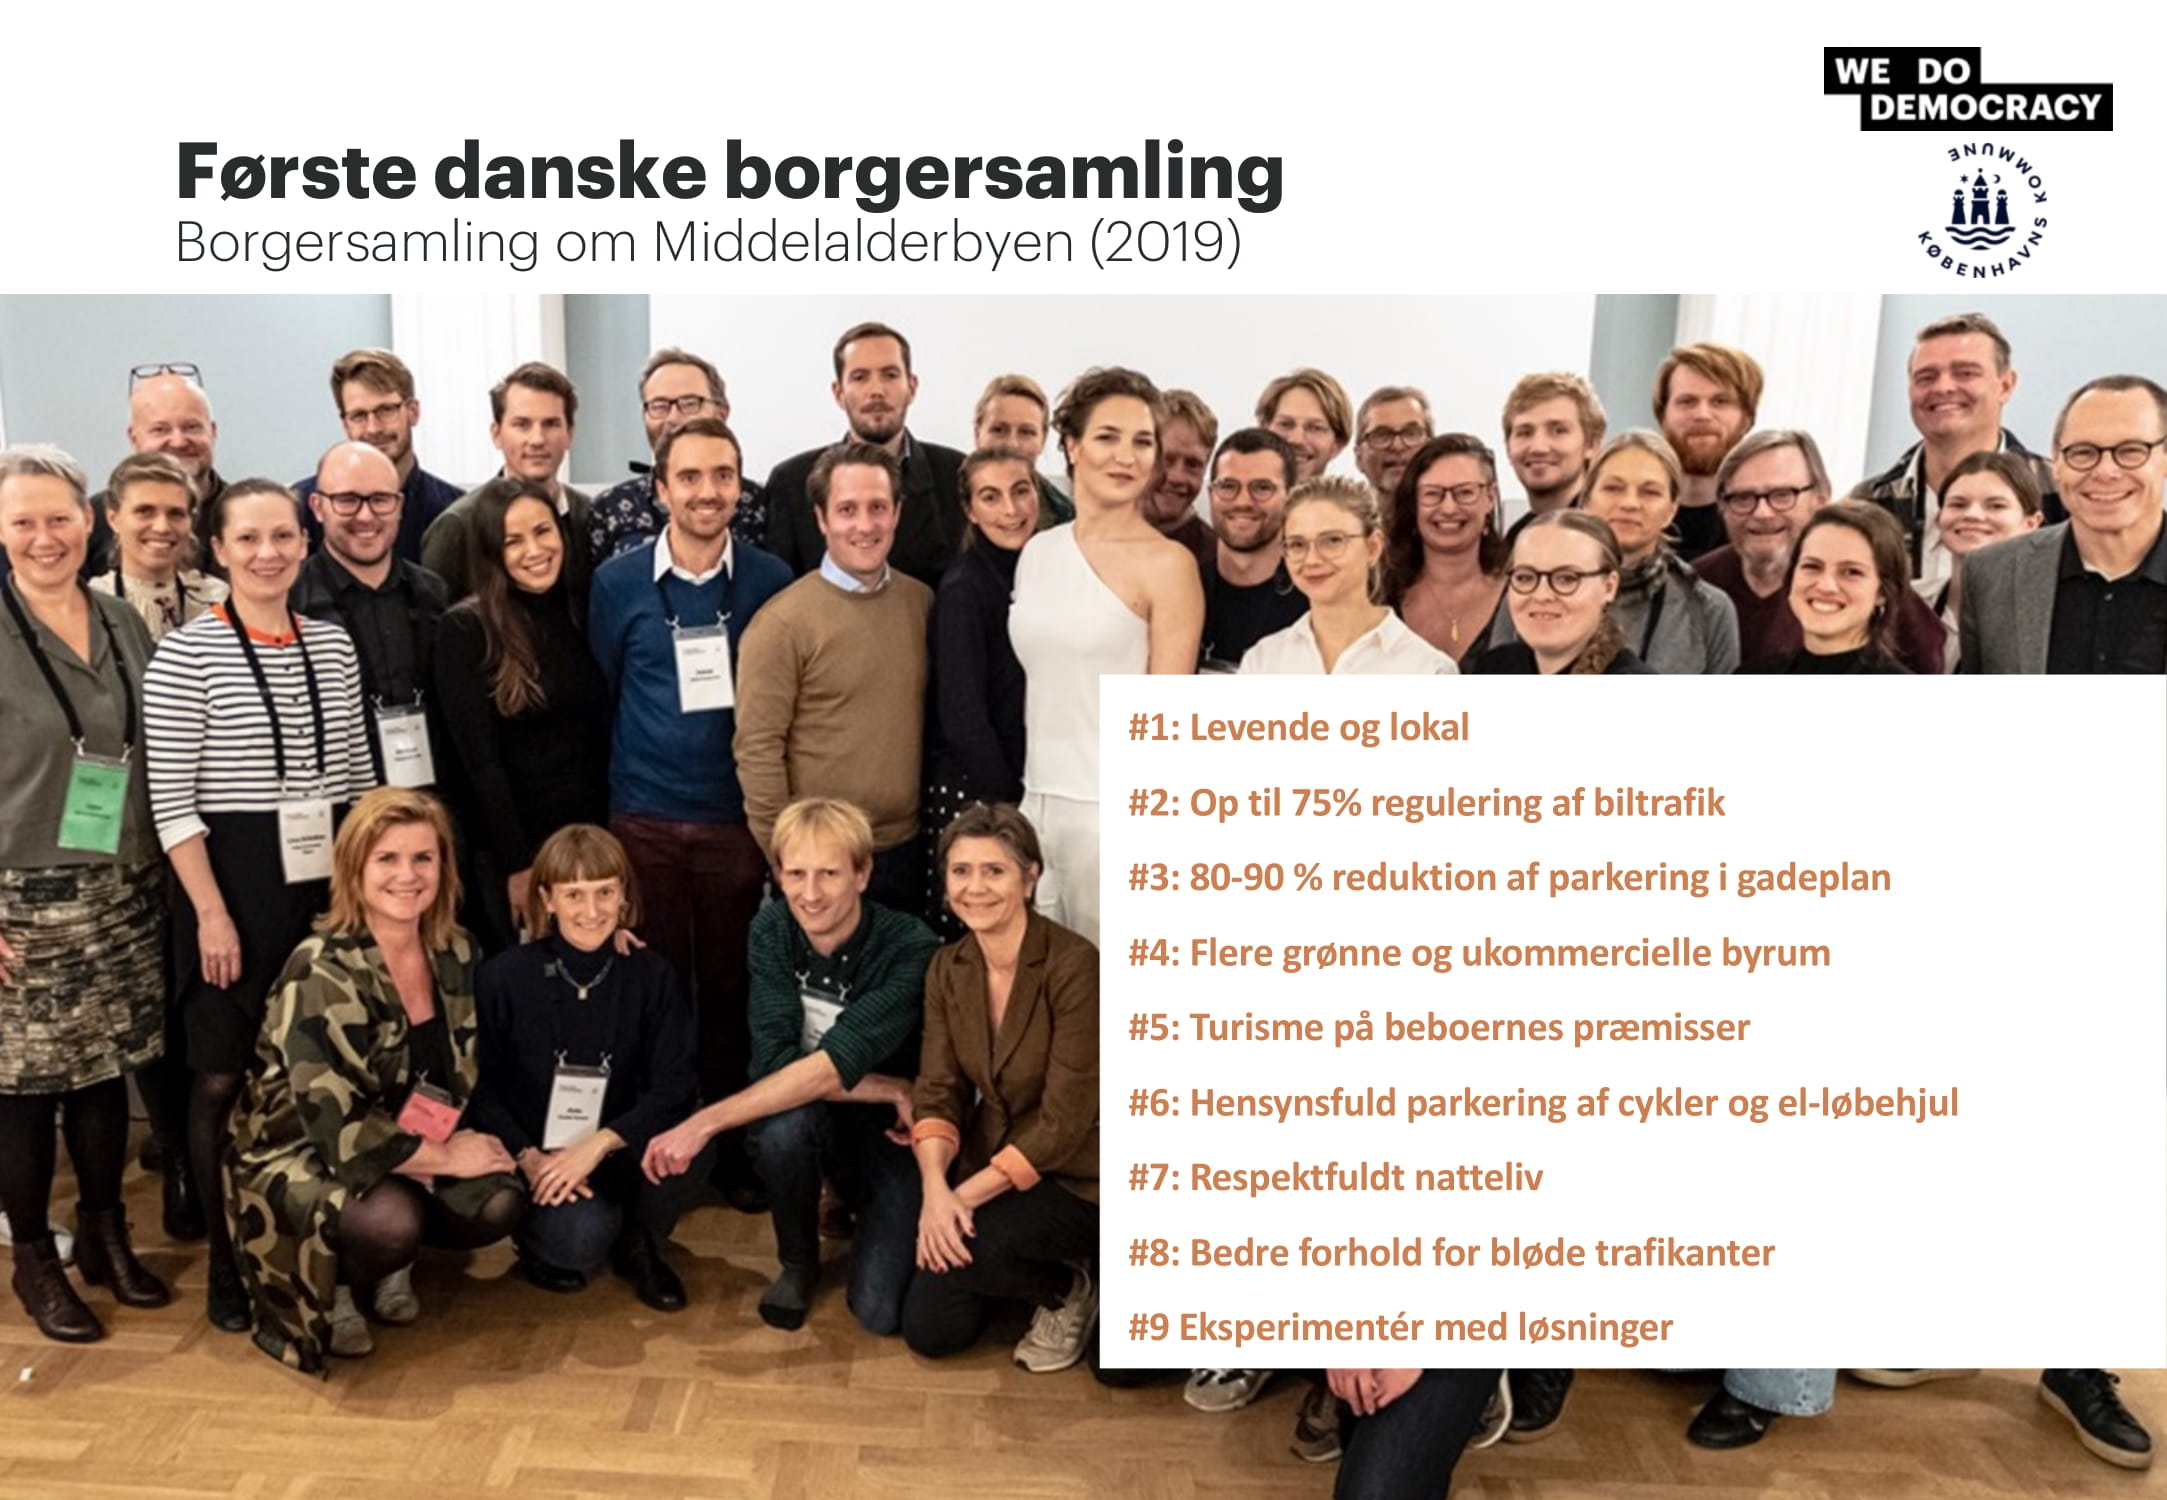 WE DO
DEMOCRACY
KØBENHAVNS KOMMUNE
Første danske borgersamling
Borgersamling om Middelalderbyen (2019)
#1: Levende og lokal
#2: Op til 75% regulering af biltrafik
#3: 80-90 % reduktion af parkering i gadeplan
#4: Flere grønne og ukommercielle byrum
#5: Turisme på beboernes præmisser
#6: Hensynsfuld parkering af cykler og el-løbehjul
#7: Respektfuldt natteliv
#8: Bedre forhold for bløde trafikanter
#9 Eksperimentér med løsninger